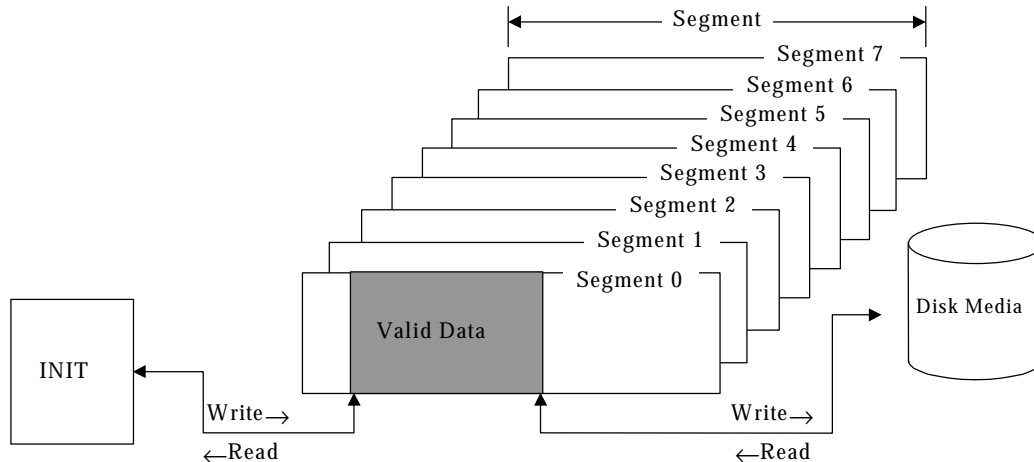 Segment
Segment 7
Segment 6
Segment 5
Segment 4
Segment 3
Segment 2
Segment 1
Segment 0
Disk Media
Valid Data
INIT
Write→
Write→
←Read
←Read